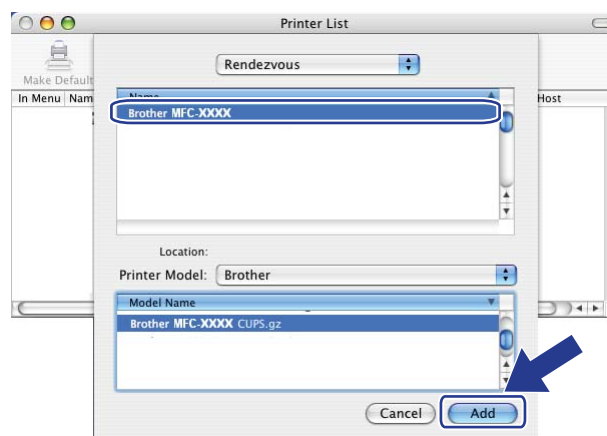 Printer List
Rendezvous
Make Default
In Menu Nam Host
Name
Brother MFC-XXXX
Location:
Printer Model: Brother
Model Name
Brother MFC-XXXX CUPS.gz
Cancel Add